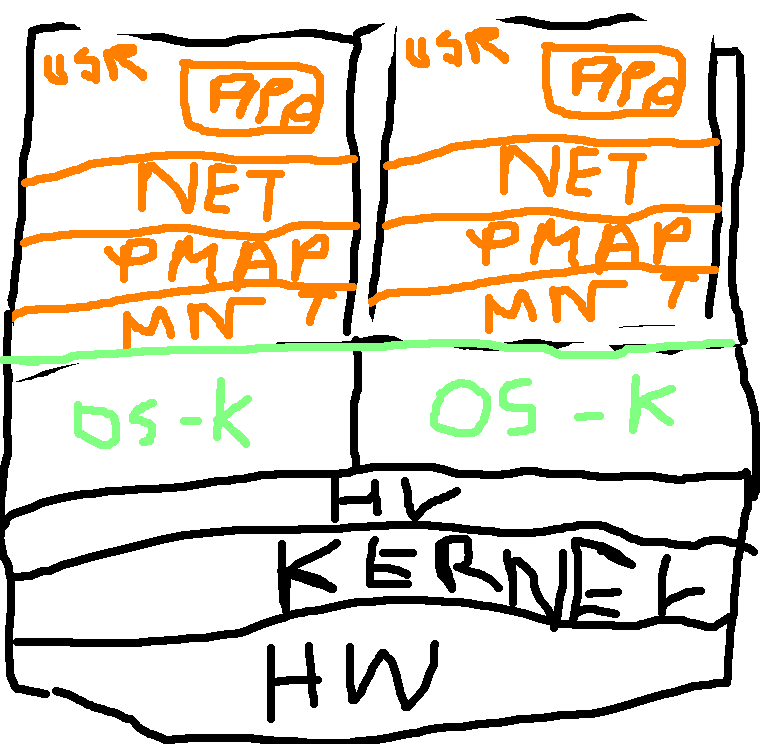 USR USR
APP APP
NET NET
PMAP PMAP
MNT MNT
OS-K OS-K
HV
KERNEL
HW